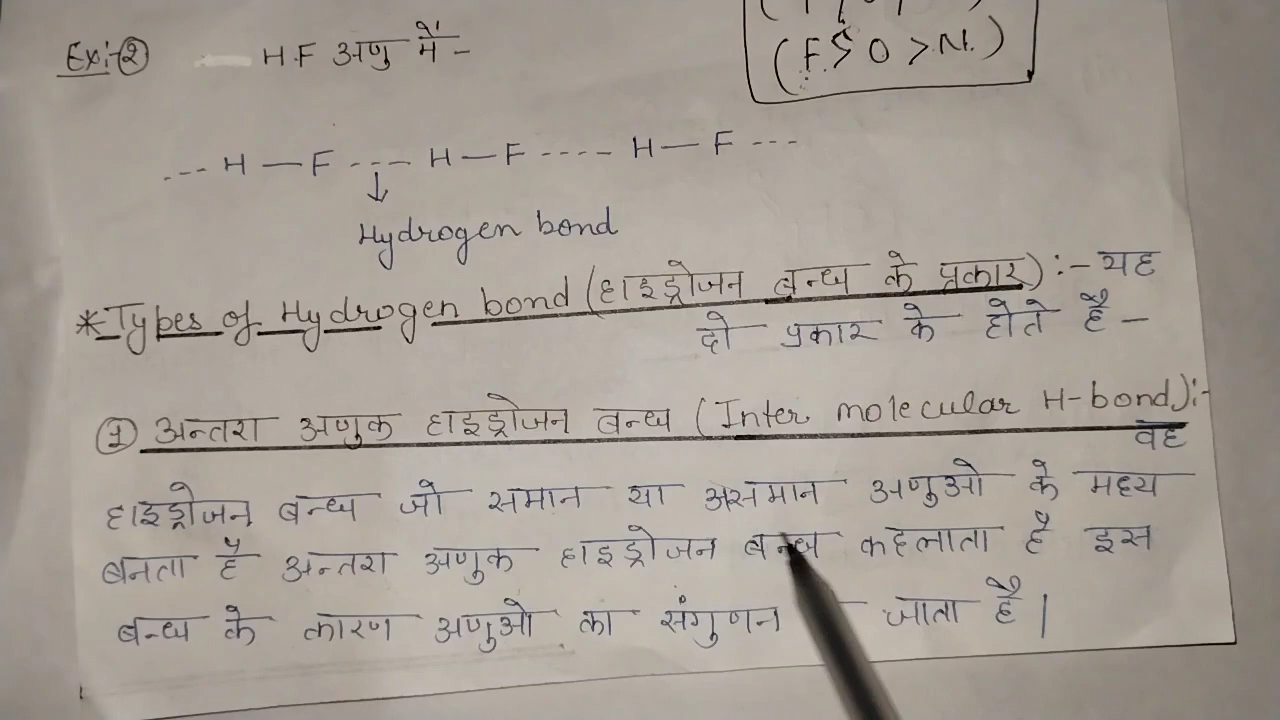 Ex:-② H.F अणु में -
(F > O > N.)
--- H — F --- H — F ---- H — F ---
Hydrogen bond
*Types of Hydrogen bond (हाइड्रोजन बन्ध के प्रकार) :- यह
दो प्रकार के होते हैं -
① अन्तरा अणुक हाइड्रोजन बन्ध (Inter molecular H-bond.):-
वह
हाइड्रोजन बन्ध जो समान या असमान अणुओ के मध्य
बनता है अन्तरा अणुक हाइड्रोजन बन्ध कहलाता है इस
बन्ध के कारण अणुओ का संगुणन जाता है |